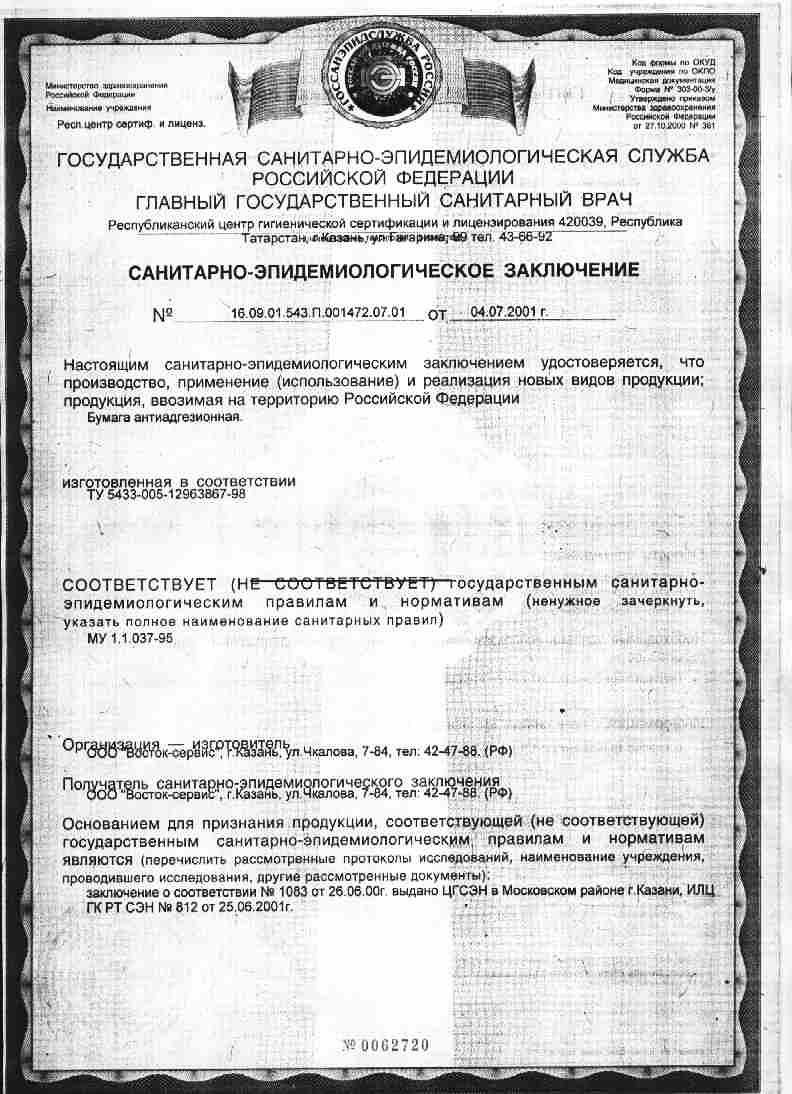 ГОССАНЭПИДСЛУЖБА РОССИИ
Министерство здравоохранения
Российской Федерации
Наименование учреждения
Респ.центр сертиф. и лиценз.
Код формы по ОКУД
Код учреждения по ОКПО
Медицинская документация
Форма № 303-00-3/у
Утверждено приказом
Министерства здравоохранения
Российской Федерации
от 27.10.2000 № 381
ГОСУДАРСТВЕННАЯ САНИТАРНО-ЭПИДЕМИОЛОГИЧЕСКАЯ СЛУЖБА
РОССИЙСКОЙ ФЕДЕРАЦИИ
ГЛАВНЫЙ ГОСУДАРСТВЕННЫЙ САНИТАРНЫЙ ВРАЧ
Республиканский центр гигиенической сертификации и лицензирования 420039, Республика
Татарстан, г.Казань, ул.Гагарина, 99 тел. 43-66-92
САНИТАРНО-ЭПИДЕМИОЛОГИЧЕСКОЕ ЗАКЛЮЧЕНИЕ
№ 16.09.01.543.П.001472.07.01 ОТ 04.07.2001 г.
Настоящим санитарно-эпидемиологическим заключением удостоверяется, что
производство, применение (использование) и реализация новых видов продукции;
продукция, ввозимая на территорию Российской Федерации
Бумага антиадгезионная.
изготовленная в соответствии
ТУ 5433-005-12963867-98
СООТВЕТСТВУЕТ (НЕ СООТВЕТСТВУЕТ) государственным санитарно-
эпидемиологическим правилам и нормативам (ненужное зачеркнуть,
указать полное наименование санитарных правил)
МУ 1.1.037-95
Организация — изготовитель
ООО "Восток-сервис", г.Казань, ул.Чкалова, 7-84, тел: 42-47-88. (РФ)
Получатель санитарно-эпидемиологического заключения
ООО "Восток-сервис", г.Казань, ул.Чкалова, 7-84, тел: 42-47-88. (РФ)
Основанием для признания продукции, соответствующей (не соответствующей)
государственным санитарно-эпидемиологическим правилам и нормативам
являются (перечислить рассмотренные протоколы исследований, наименование учреждения,
проводившего исследования, другие рассмотренные документы):
заключение о соответствии № 1083 от 26.06.00г. выдано ЦГСЭН в Московском районе г.Казани, ИЛЦ
ГК РТ СЭН № 812 от 25.06.2001г.
№ 0062720